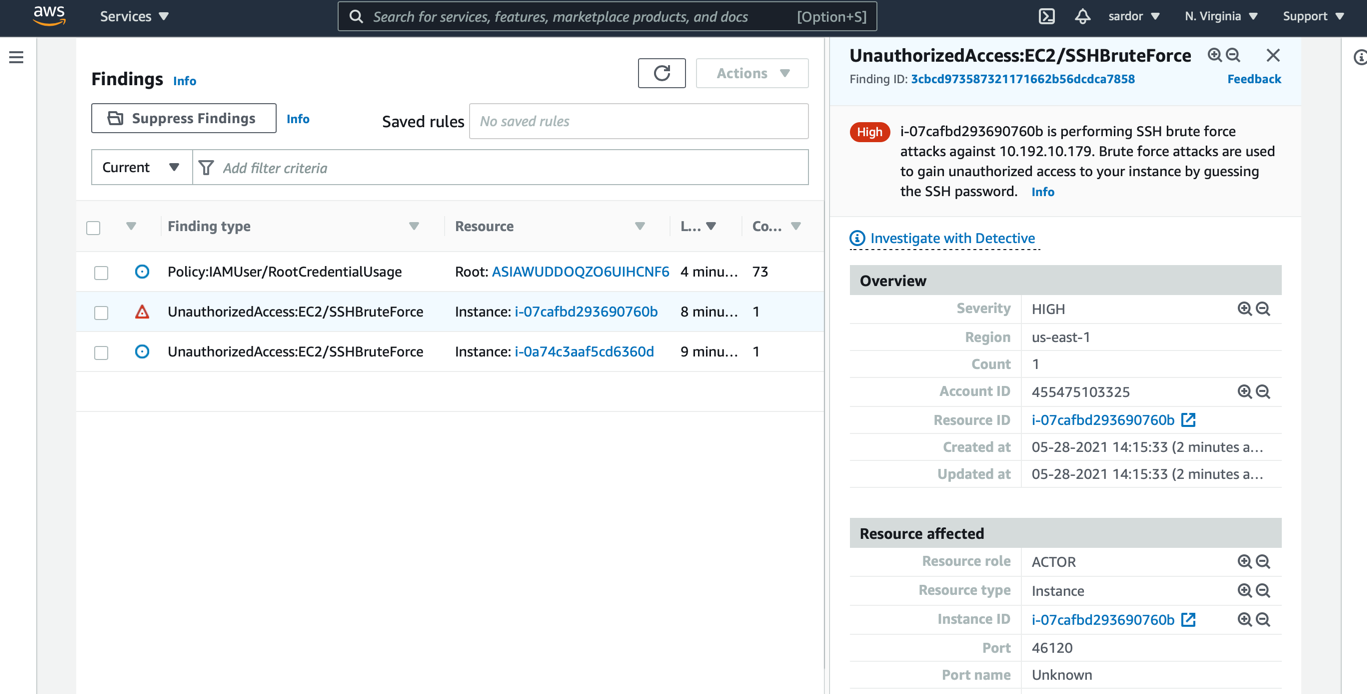 aws
Services
Search for services, features, marketplace products, and docs
[Option+S]
sardor
N. Virginia
Support
Findings
Info
Actions
Suppress Findings
Info
Saved rules
No saved rules
Current
Add filter criteria
Finding type Resource L... Co...
Policy:IAMUser/RootCredentialUsage Root: ASIAWUDDOQZO6UIHCNF6 4 minu... 73
UnauthorizedAccess:EC2/SSHBruteForce Instance: i-07cafbd293690760b 8 minu... 1
UnauthorizedAccess:EC2/SSHBruteForce Instance: i-0a74c3aaf5cd6360d 9 minu... 1
UnauthorizedAccess:EC2/SSHBruteForce
Finding ID: 3cbcd973587321171662b56dcdca7858
Feedback
High
i-07cafbd293690760b is performing SSH brute force
attacks against 10.192.10.179. Brute force attacks are used
to gain unauthorized access to your instance by guessing
the SSH password. Info
Investigate with Detective
Overview
Severity HIGH
Region us-east-1
Count 1
Account ID 455475103325
Resource ID i-07cafbd293690760b
Created at 05-28-2021 14:15:33 (2 minutes a...
Updated at 05-28-2021 14:15:33 (2 minutes a...
Resource affected
Resource role ACTOR
Resource type Instance
Instance ID i-07cafbd293690760b
Port 46120
Port name Unknown